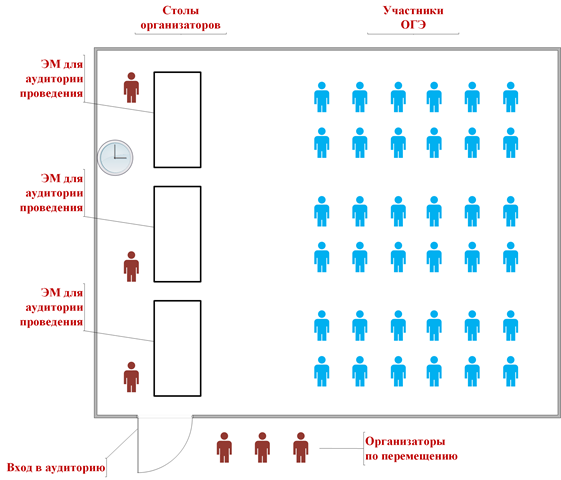 Столы
организаторов
Участники
ОГЭ
ЭМ для
аудитории
проведения
ЭМ для
аудитории
проведения
ЭМ для
аудитории
проведения
Вход в аудиторию
Организаторы
по перемещению